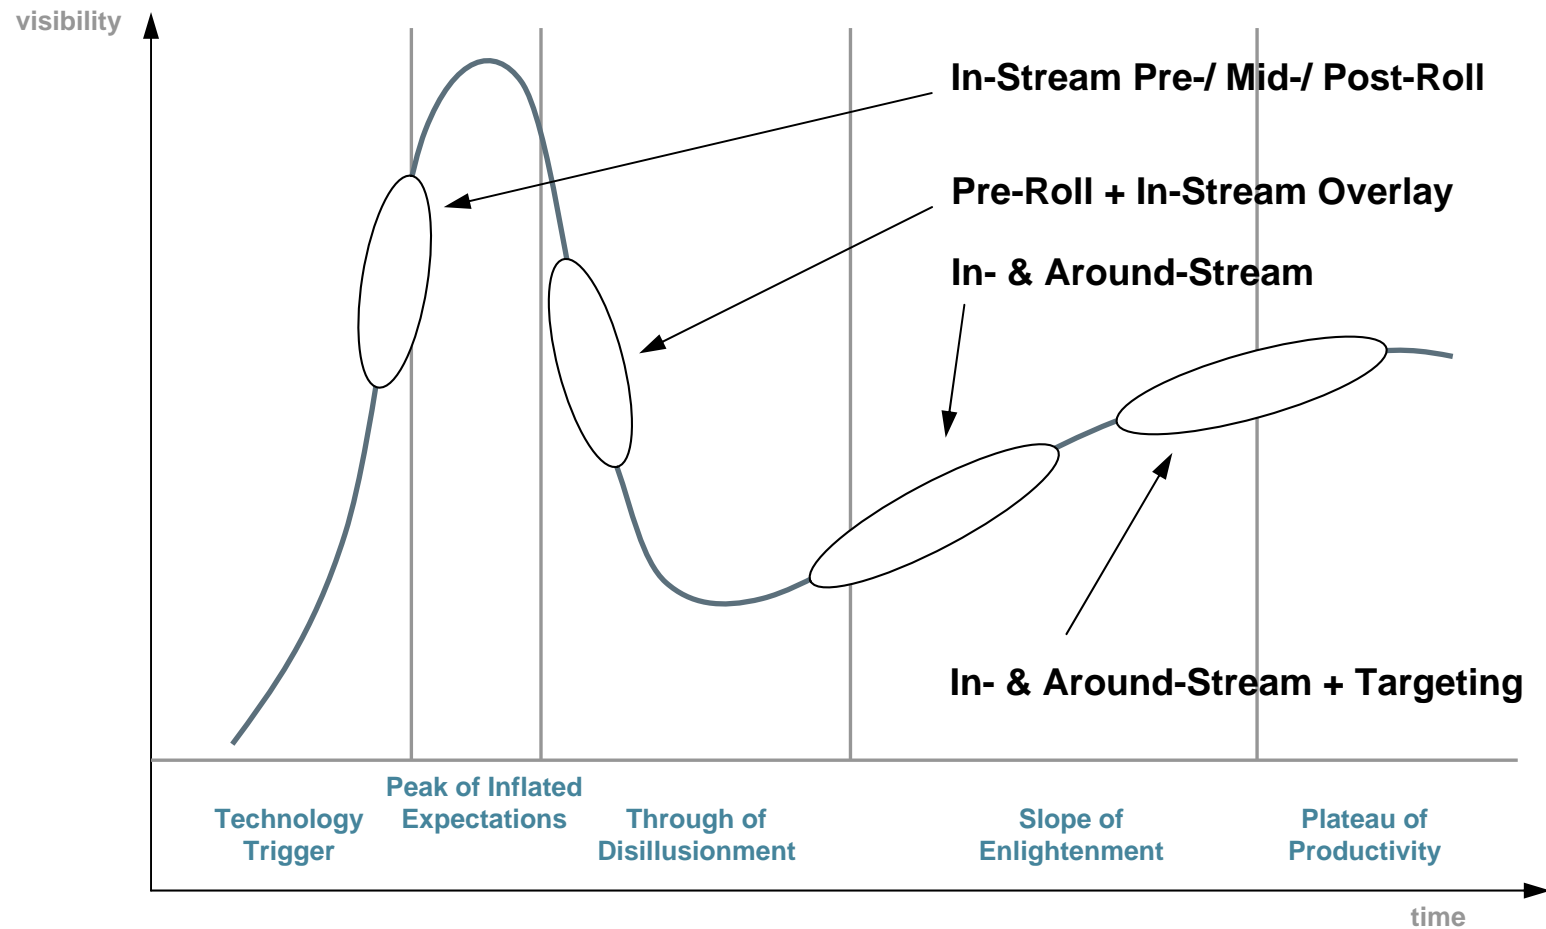 visibility
In-Stream Pre-/ Mid-/ Post-Roll
Pre-Roll + In-Stream Overlay
In- & Around-Stream
In- & Around-Stream + Targeting
Technology
Trigger
Peak of Inflated
Expectations
Through of
Disillusionment
Slope of
Enlightenment
Plateau of
Productivity
time